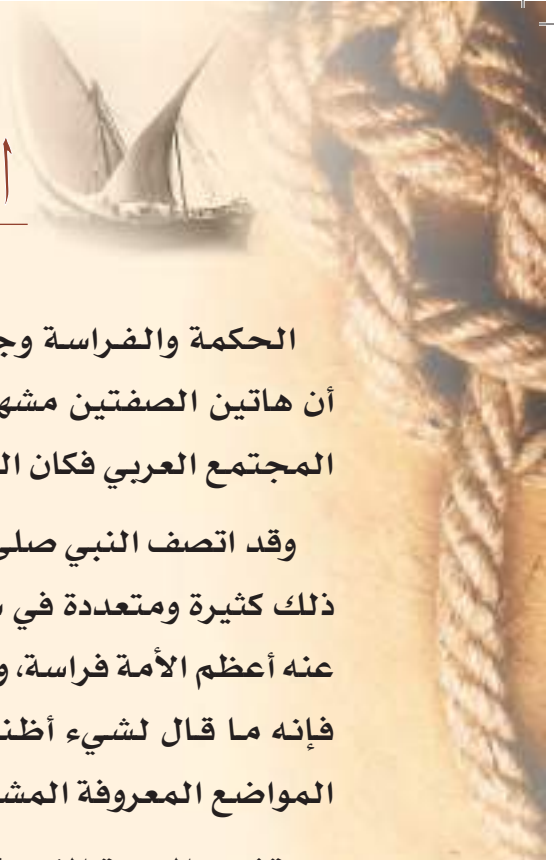 الحكمة والفراسة وج
أن هاتين الصفتين مشه
المجتمع العربي فكان ال
وقد اتصف النبي صلى
ذلك كثيرة ومتعددة في
عنه أعظم الأمة فراسة، و
فإنه ما قال لشيء أظن
المواضع المعروفة المش